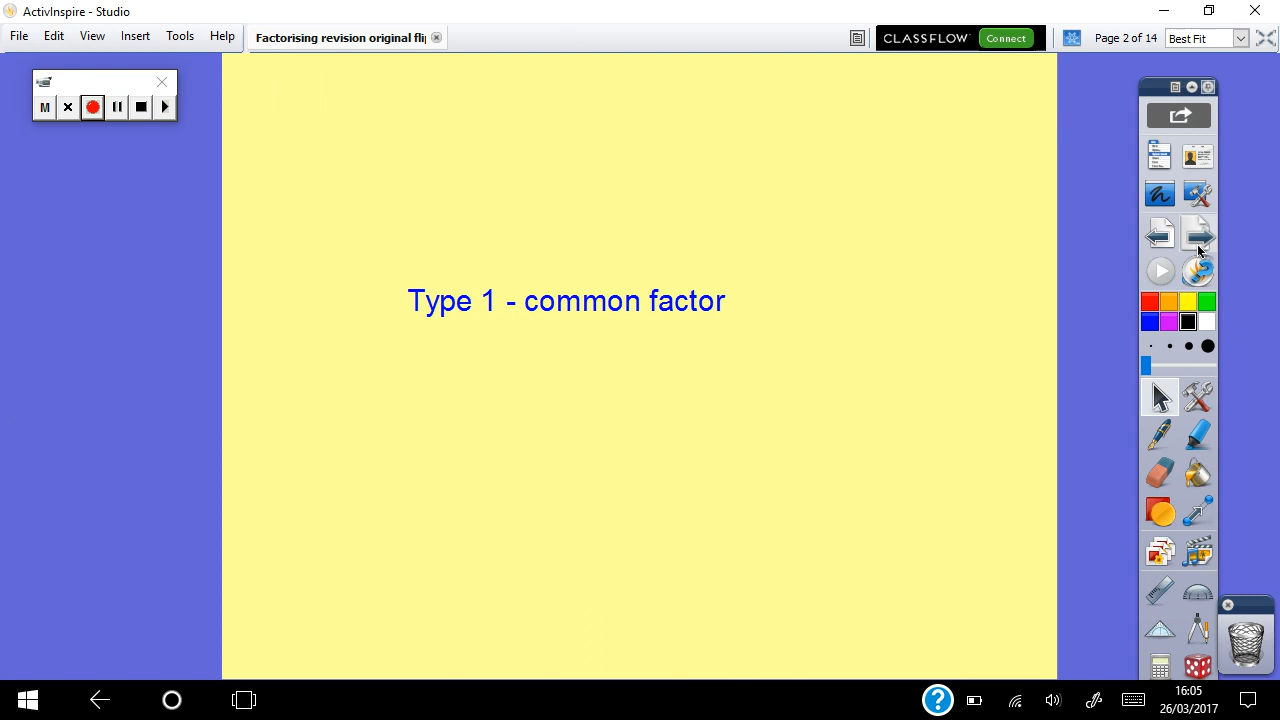 ActivInspire - Studio
File Edit View Insert Tools Help
Factorising revision original fli
CLASSFLOW Connect
Page 2 of 14
Best Fit
M
Type 1 - common factor
16:05
26/03/2017